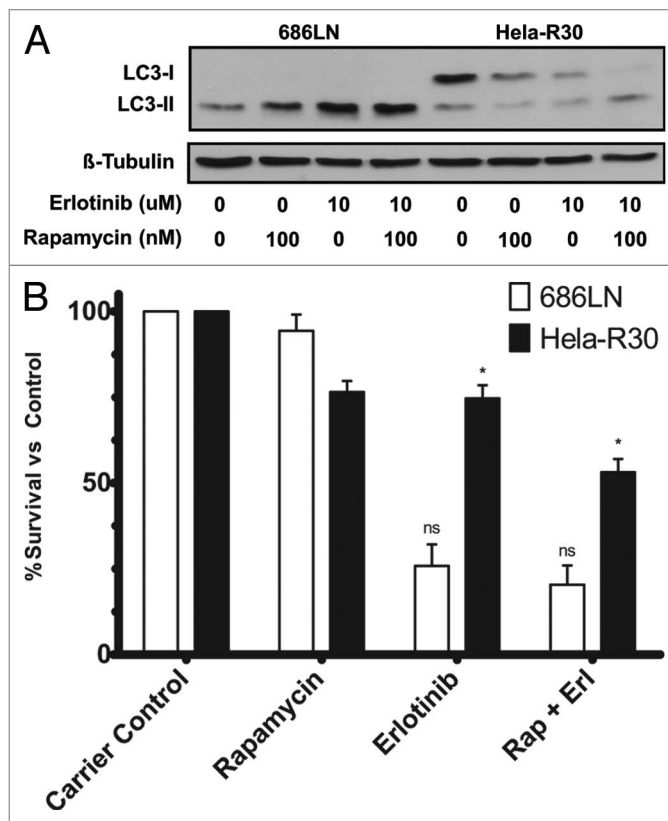 A
686LN Hela-R30
LC3-I
LC3-II
ß-Tubulin
Erlotinib (uM) 0 0 10 10 0 0 10 10
Rapamycin (nM) 0 100 0 100 0 100 0 100
B
686LN
Hela-R30
%Survival vs Control
100
50
0
*
*
ns
ns
Carrier Control
Rapamycin
Erlotinib
Rap + Erl